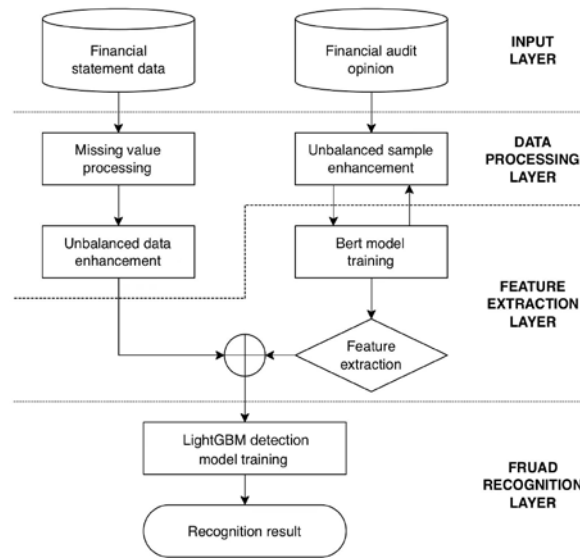 Financial
statement data
Financial audit
opinion
INPUT
LAYER
Missing value
processing
Unbalanced sample
enhancement
DATA
PROCESSING
LAYER
Unbalanced data
enhancement
Bert model
training
FEATURE
EXTRACTION
LAYER
Feature
extraction
LightGBM detection
model training
FRUAD
RECOGNITION
LAYER
Recognition result